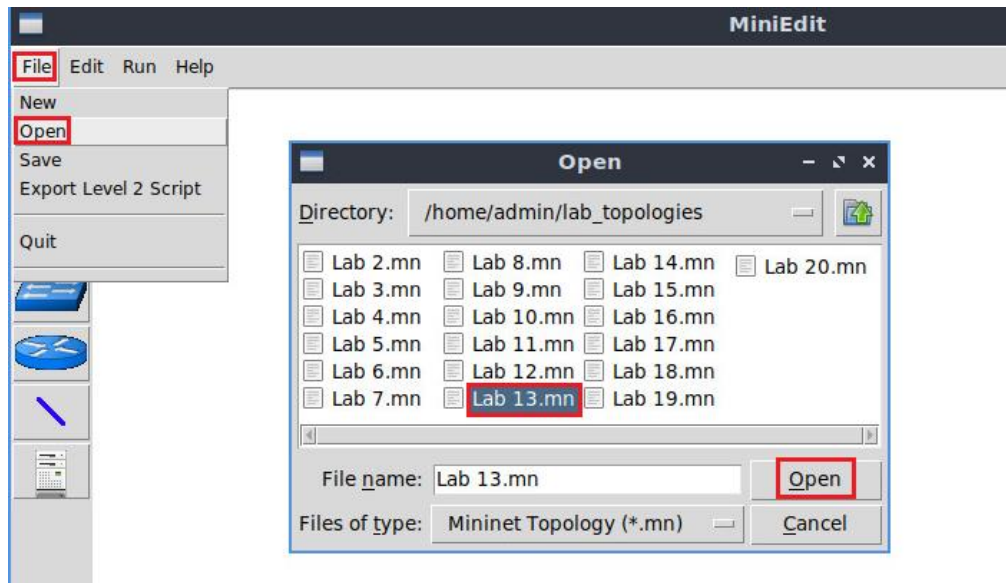 MiniEdit
File Edit Run Help
New
Open
Save
Export Level 2 Script
Quit
Open
Directory: /home/admin/lab_topologies
Lab 2.mn Lab 8.mn Lab 14.mn Lab 20.mn
Lab 3.mn Lab 9.mn Lab 15.mn
Lab 4.mn Lab 10.mn Lab 16.mn
Lab 5.mn Lab 11.mn Lab 17.mn
Lab 6.mn Lab 12.mn Lab 18.mn
Lab 7.mn Lab 13.mn Lab 19.mn
File name: Lab 13.mn Open
Files of type: Mininet Topology (*.mn) Cancel